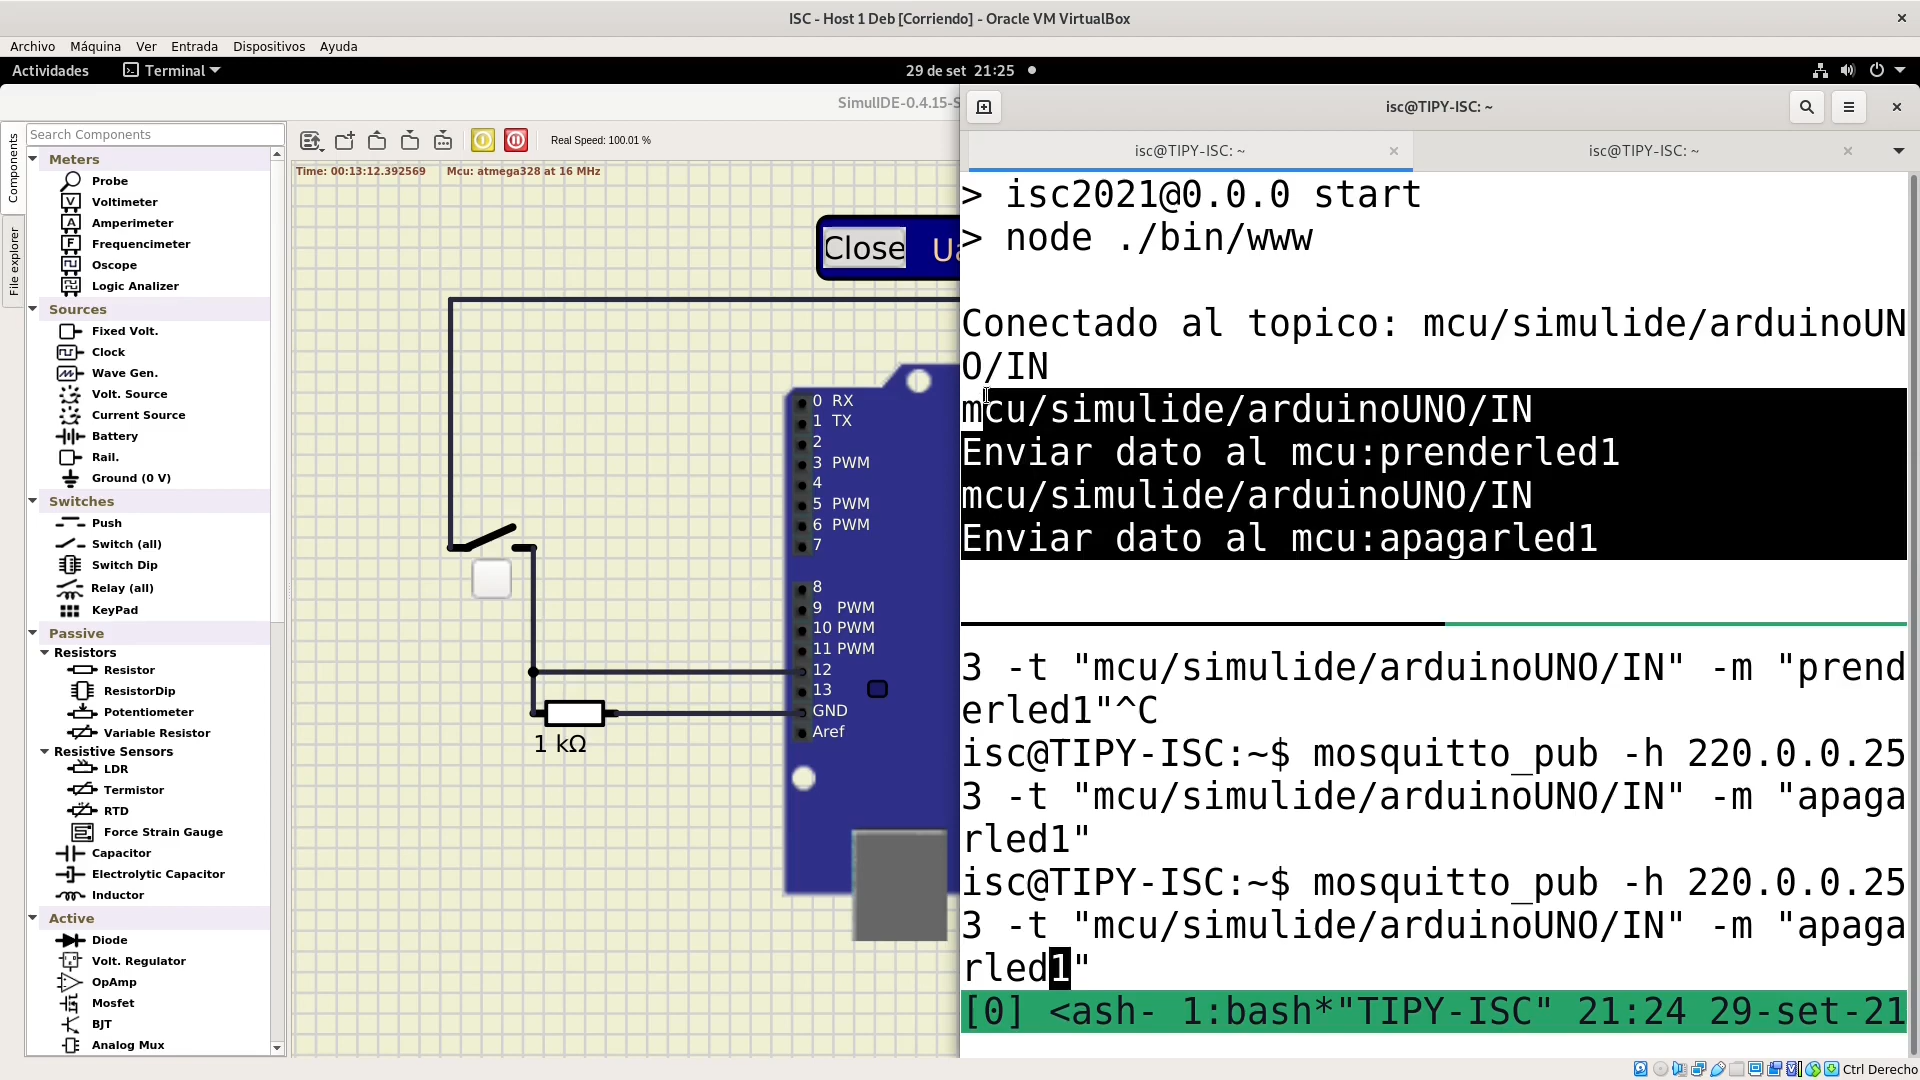 ISC - Host 1 Deb [Corriendo] - Oracle VM VirtualBox
Archivo Máquina Ver Entrada Dispositivos Ayuda
Actividades Terminal 29 de set 21:25
SimulIDE-0.4.15-S
Components
File explorer
Search Components
Meters
Probe
Voltimeter
Amperimeter
Frequencimeter
Oscope
Logic Analizer
Sources
Fixed Volt.
Clock
Wave Gen.
Volt. Source
Current Source
Battery
Rail.
Ground (0 V)
Switches
Push
Switch (all)
Switch Dip
Relay (all)
KeyPad
Passive
Resistors
Resistor
ResistorDip
Potentiometer
Variable Resistor
Resistive Sensors
LDR
Termistor
RTD
Force Strain Gauge
Capacitor
Electrolytic Capacitor
Inductor
Active
Diode
Volt. Regulator
OpAmp
Mosfet
BJT
Analog Mux
Real Speed: 100.01 %
Time: 00:13:12.392569 Mcu: atmega328 at 16 MHz
Close Ua
0 RX
1 TX
2
3 PWM
4
5 PWM
6 PWM
7
8
9 PWM
10 PWM
11 PWM
12
13
GND
Aref
1 kΩ
isc@TIPY-ISC: ~
isc@TIPY-ISC: ~ isc@TIPY-ISC: ~
> isc2021@0.0.0 start
> node ./bin/www
Conectado al topico: mcu/simulide/arduinoUN
O/IN
mcu/simulide/arduinoUNO/IN
Enviar dato al mcu:prenderled1
mcu/simulide/arduinoUNO/IN
Enviar dato al mcu:apagarled1
3 -t "mcu/simulide/arduinoUNO/IN" -m "prend
erled1"^C
isc@TIPY-ISC:~$ mosquitto_pub -h 220.0.0.25
3 -t "mcu/simulide/arduinoUNO/IN" -m "apaga
rled1"
isc@TIPY-ISC:~$ mosquitto_pub -h 220.0.0.25
3 -t "mcu/simulide/arduinoUNO/IN" -m "apaga
rled1"
[0] <ash- 1:bash*"TIPY-ISC" 21:24 29-set-21
Ctrl Derecho